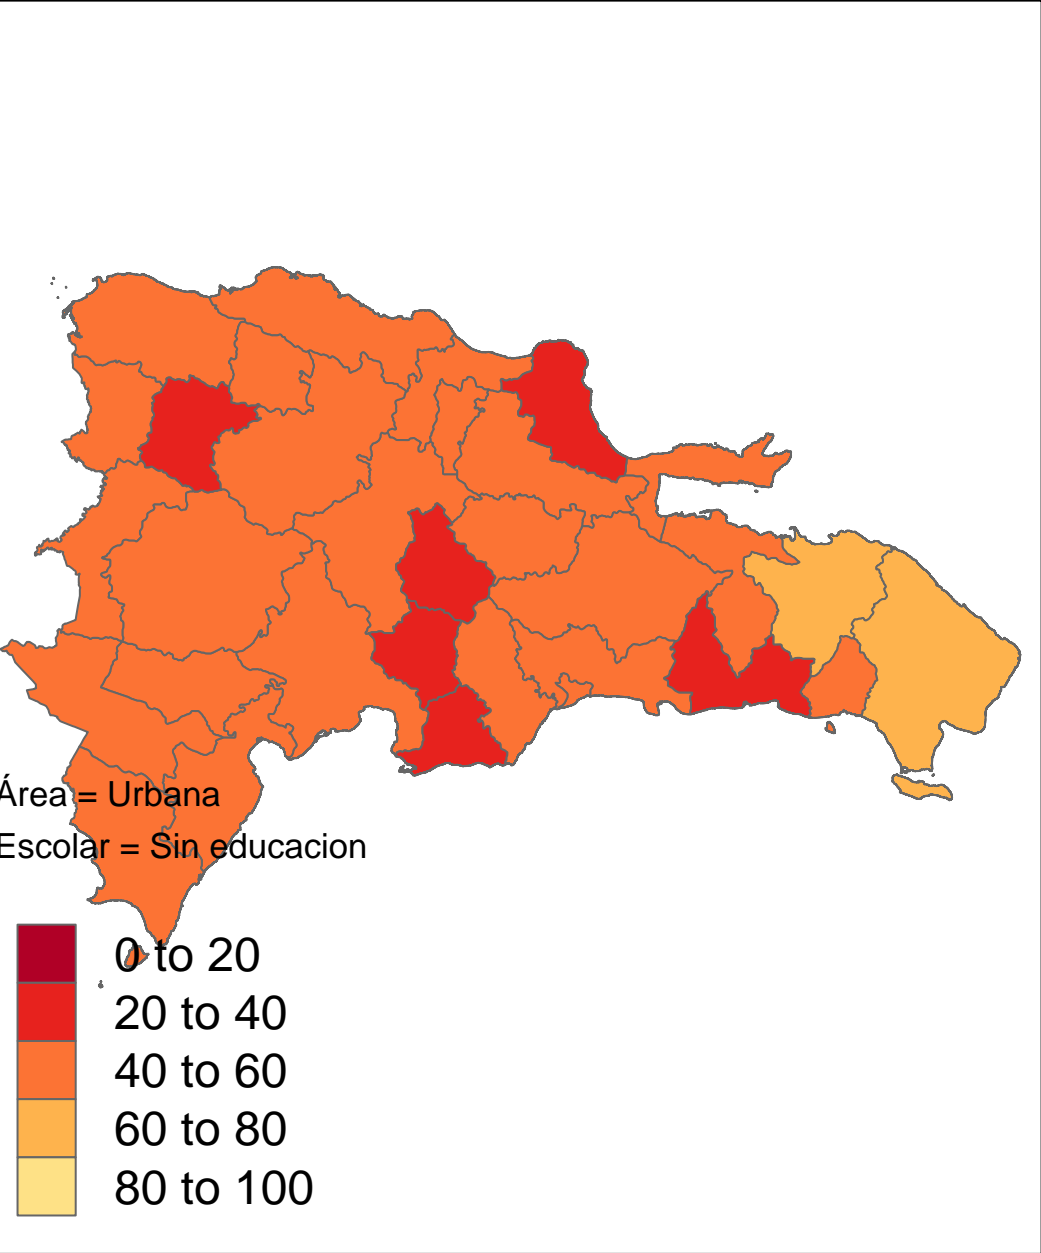 Área = Urbana
Escolar = Sin educacion
0 to 20
20 to 40
40 to 60
60 to 80
80 to 100